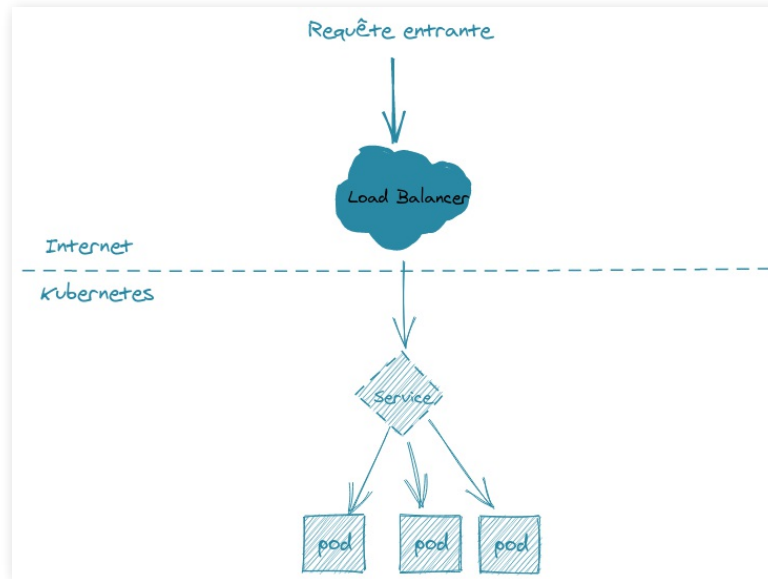 Requête entrante
Load Balancer
Internet
Kubernetes
Service
pod
pod
pod